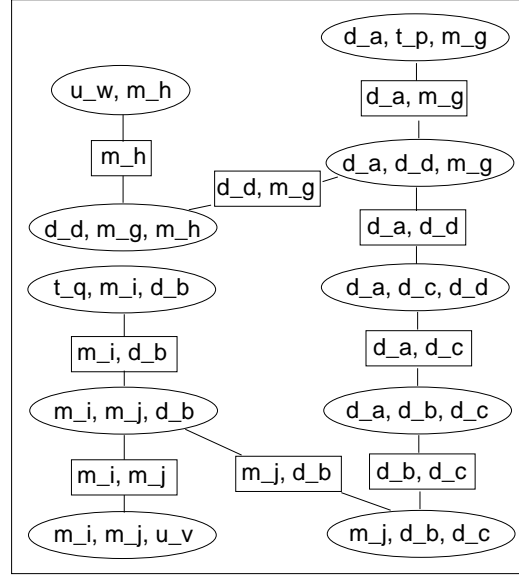 d_a, t_p, m_g
u_w, m_h
d_a, m_g
m_h
d_a, d_d, m_g
d_d, m_g
d_d, m_g, m_h
d_a, d_d
t_q, m_i, d_b
d_a, d_c, d_d
m_i, d_b
d_a, d_c
m_i, m_j, d_b
d_a, d_b, d_c
m_i, m_j
m_j, d_b
d_b, d_c
m_i, m_j, u_v
m_j, d_b, d_c